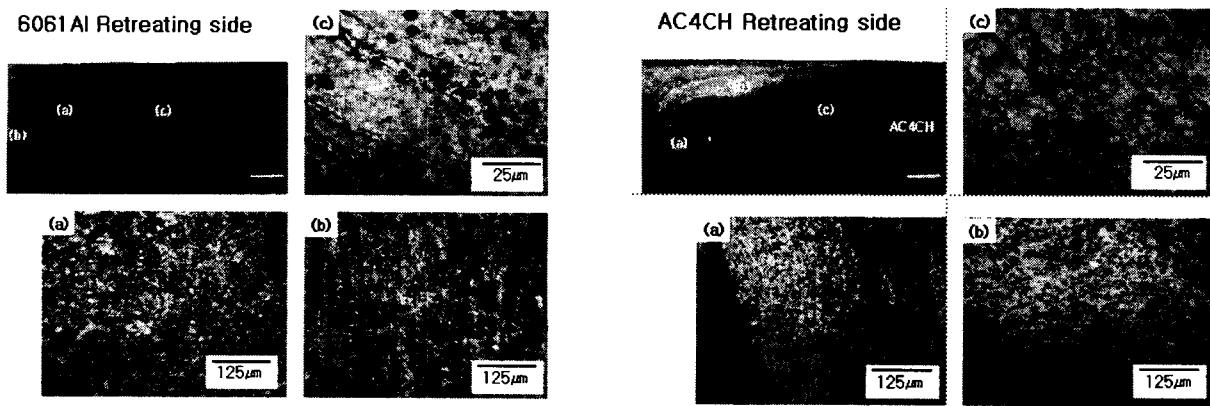 6061Al Retreating side
(a)
(c)
(b)
(c)
25㎛
(a)
125㎛
(b)
125㎛
AC4CH Retreating side
(c)
AC4CH
(a)
(c)
25㎛
(a)
125㎛
(b)
125㎛